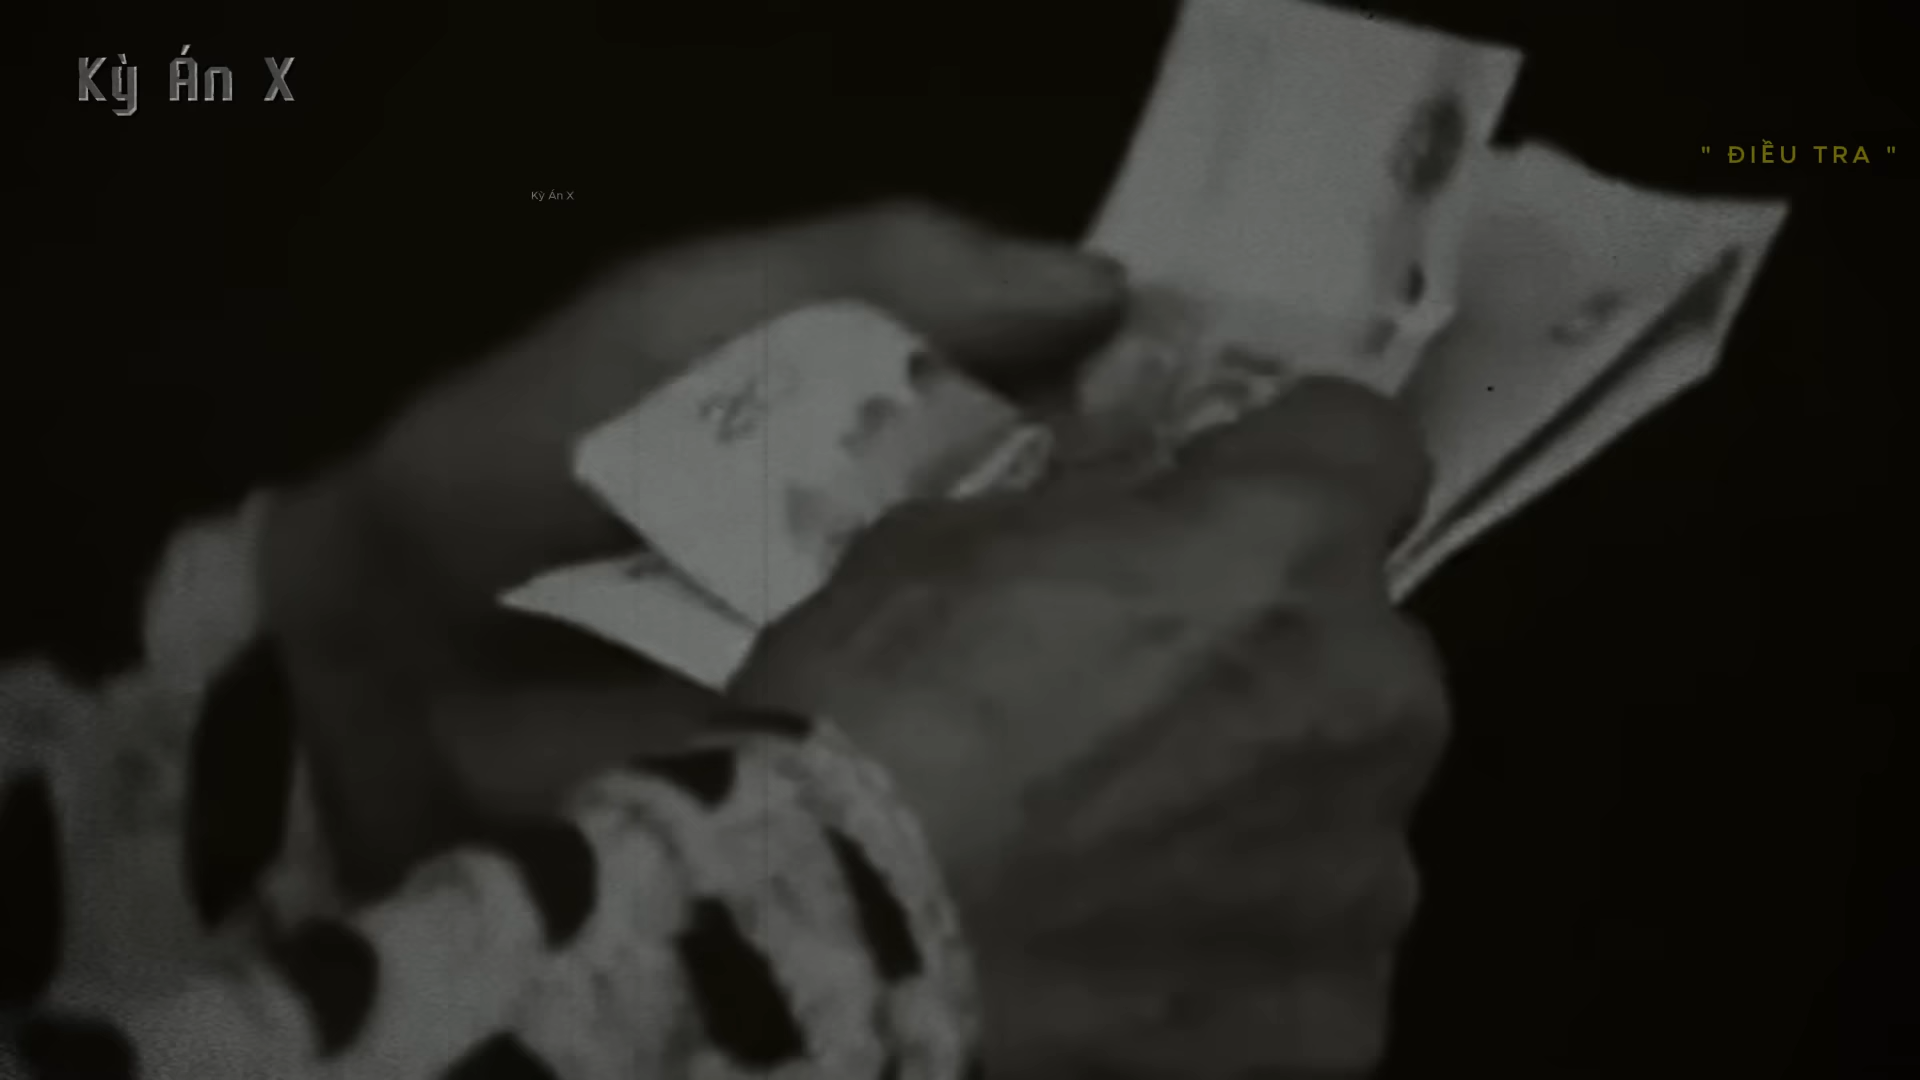 Kỳ Án X
" ĐIỀU TRA "
Kỳ Án X